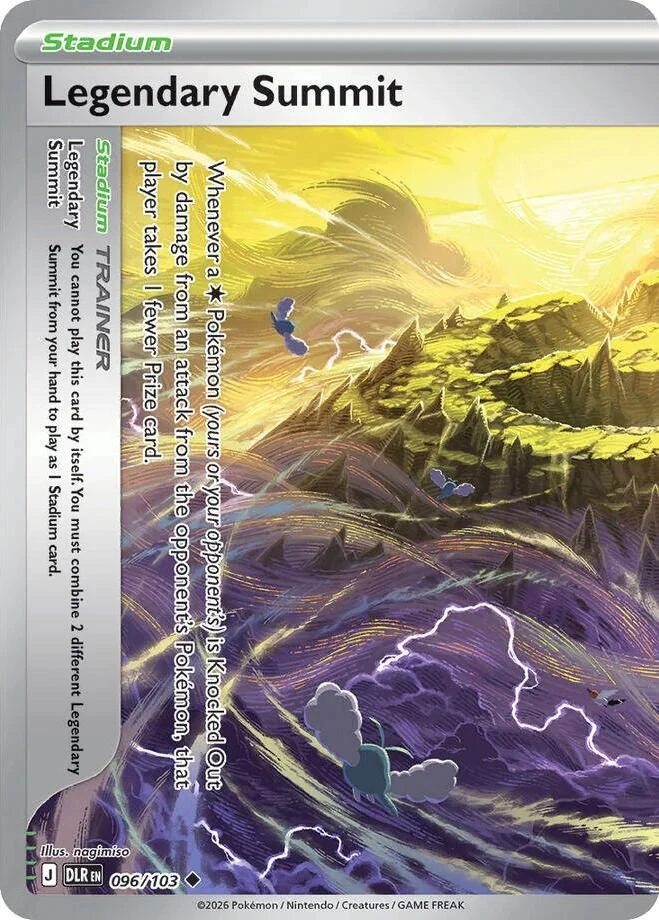 Stadium
Legendary Summit
Stadium TRAINER
Legendary
Summit
You cannot play this card by itself. You must combine 2 different Legendary
Summit from your hand to play as 1 Stadium card.
Whenever a Pokémon (yours or your opponent's) is Knocked Out
by damage from an attack from the opponent's Pokémon, that
player takes 1 fewer Prize card.
Illus. nagimiso
J DLR EN 096/103
©2026 Pokémon / Nintendo / Creatures / GAME FREAK